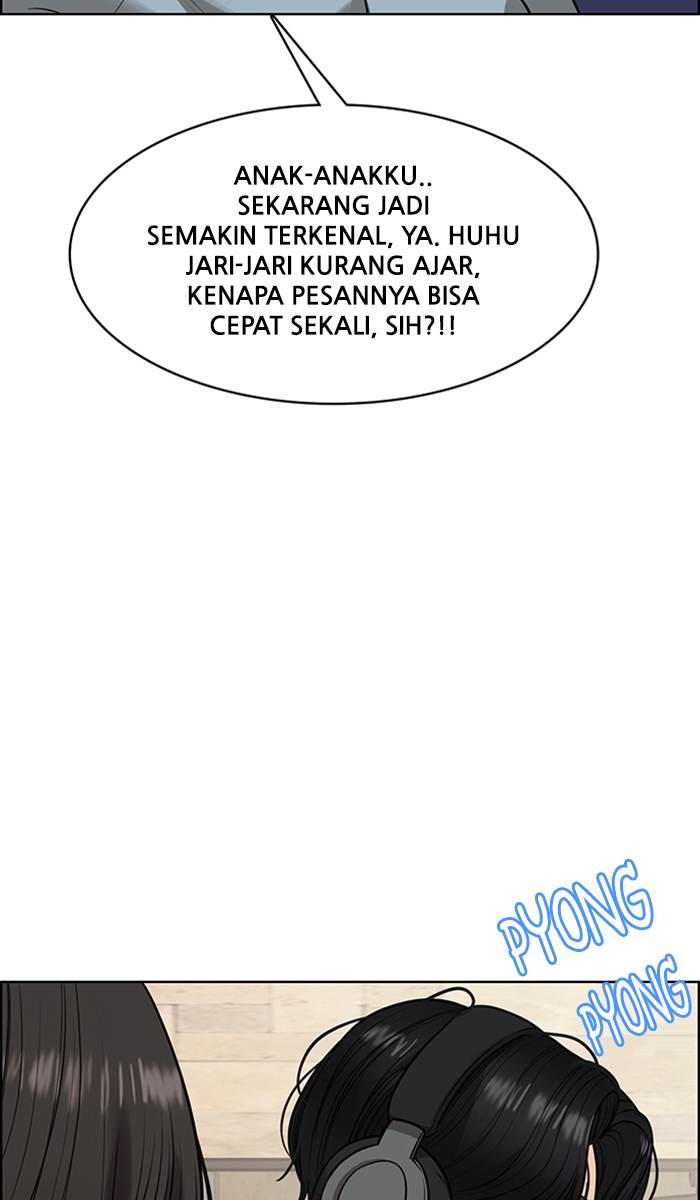 ANAK-ANAKKU..
SEKARANG JADI
SEMAKIN TERKENAL, YA. HUHU
JARI-JARI KURANG AJAR,
KENAPA PESANNYA BISA
CEPAT SEKALI, SIH?!!
PYONG
PYONG